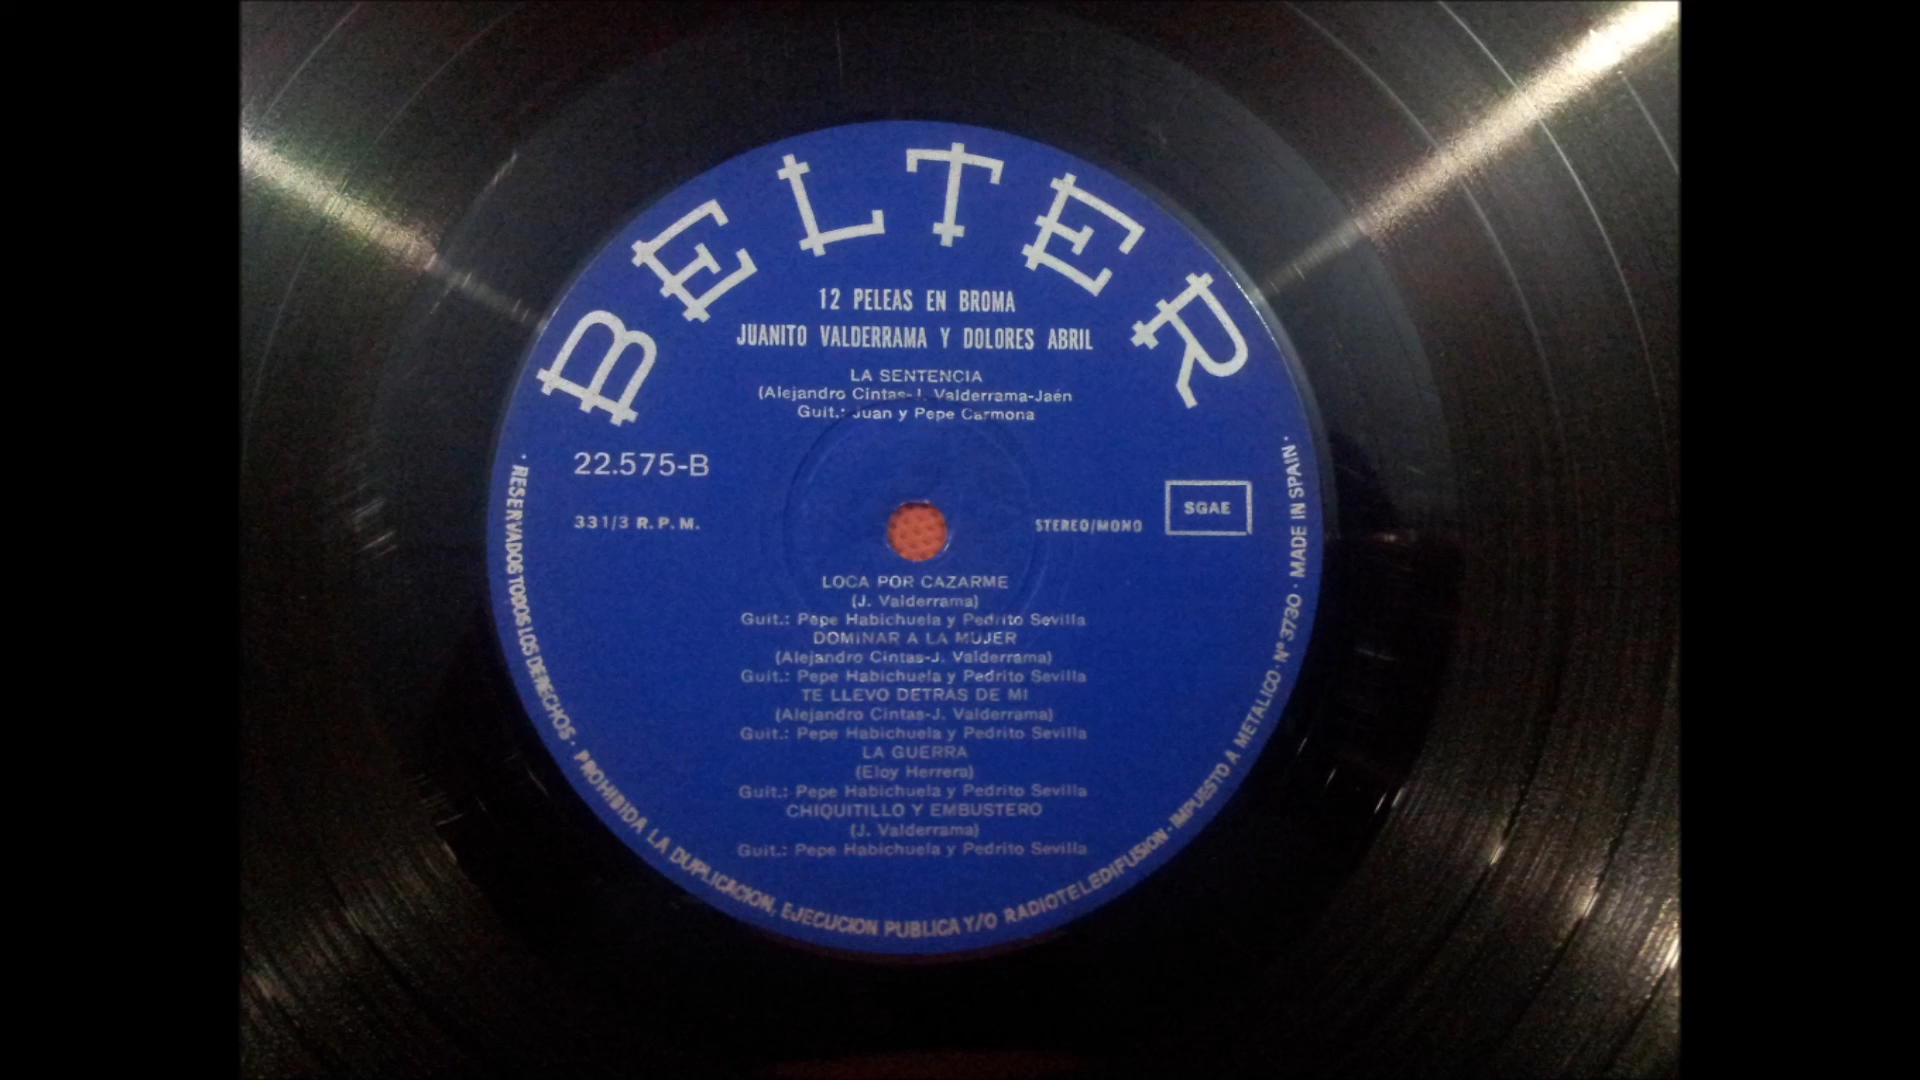 BELTER
12 PELEAS EN BROMA
JUANITO VALDERRAMA Y DOLORES ABRIL
LA SENTENCIA
(Alejandro Cintas-J. Valderrama-Jaén
Guit.: Juan y Pepe Carmona
22.575-B
33 1/3 R.P.M.
STEREO/MONO
SGAE
LOCA POR CAZARME
(J. Valderrama)
Guit.: Pepe Habichuela y Pedrito Sevilla
DOMINAR A LA MUJER
(Alejandro Cintas-J. Valderrama)
Guit.: Pepe Habichuela y Pedrito Sevilla
TE LLEVO DETRAS DE MI
(Alejandro Cintas-J. Valderrama)
Guit.: Pepe Habichuela y Pedrito Sevilla
LA GUERRA
(Eloy Herrera)
Guit.: Pepe Habichuela y Pedrito Sevilla
CHIQUITILLO Y EMBUSTERO
(J. Valderrama)
Guit.: Pepe Habichuela y Pedrito Sevilla
· RESERVADOS TODOS LOS DERECHOS · PROHIBIDA LA DUPLICACION, EJECUCION PUBLICA Y/O RADIOTELEDIFUSION · IMPUESTO A METALICO · Nº 3730 · MADE IN SPAIN ·